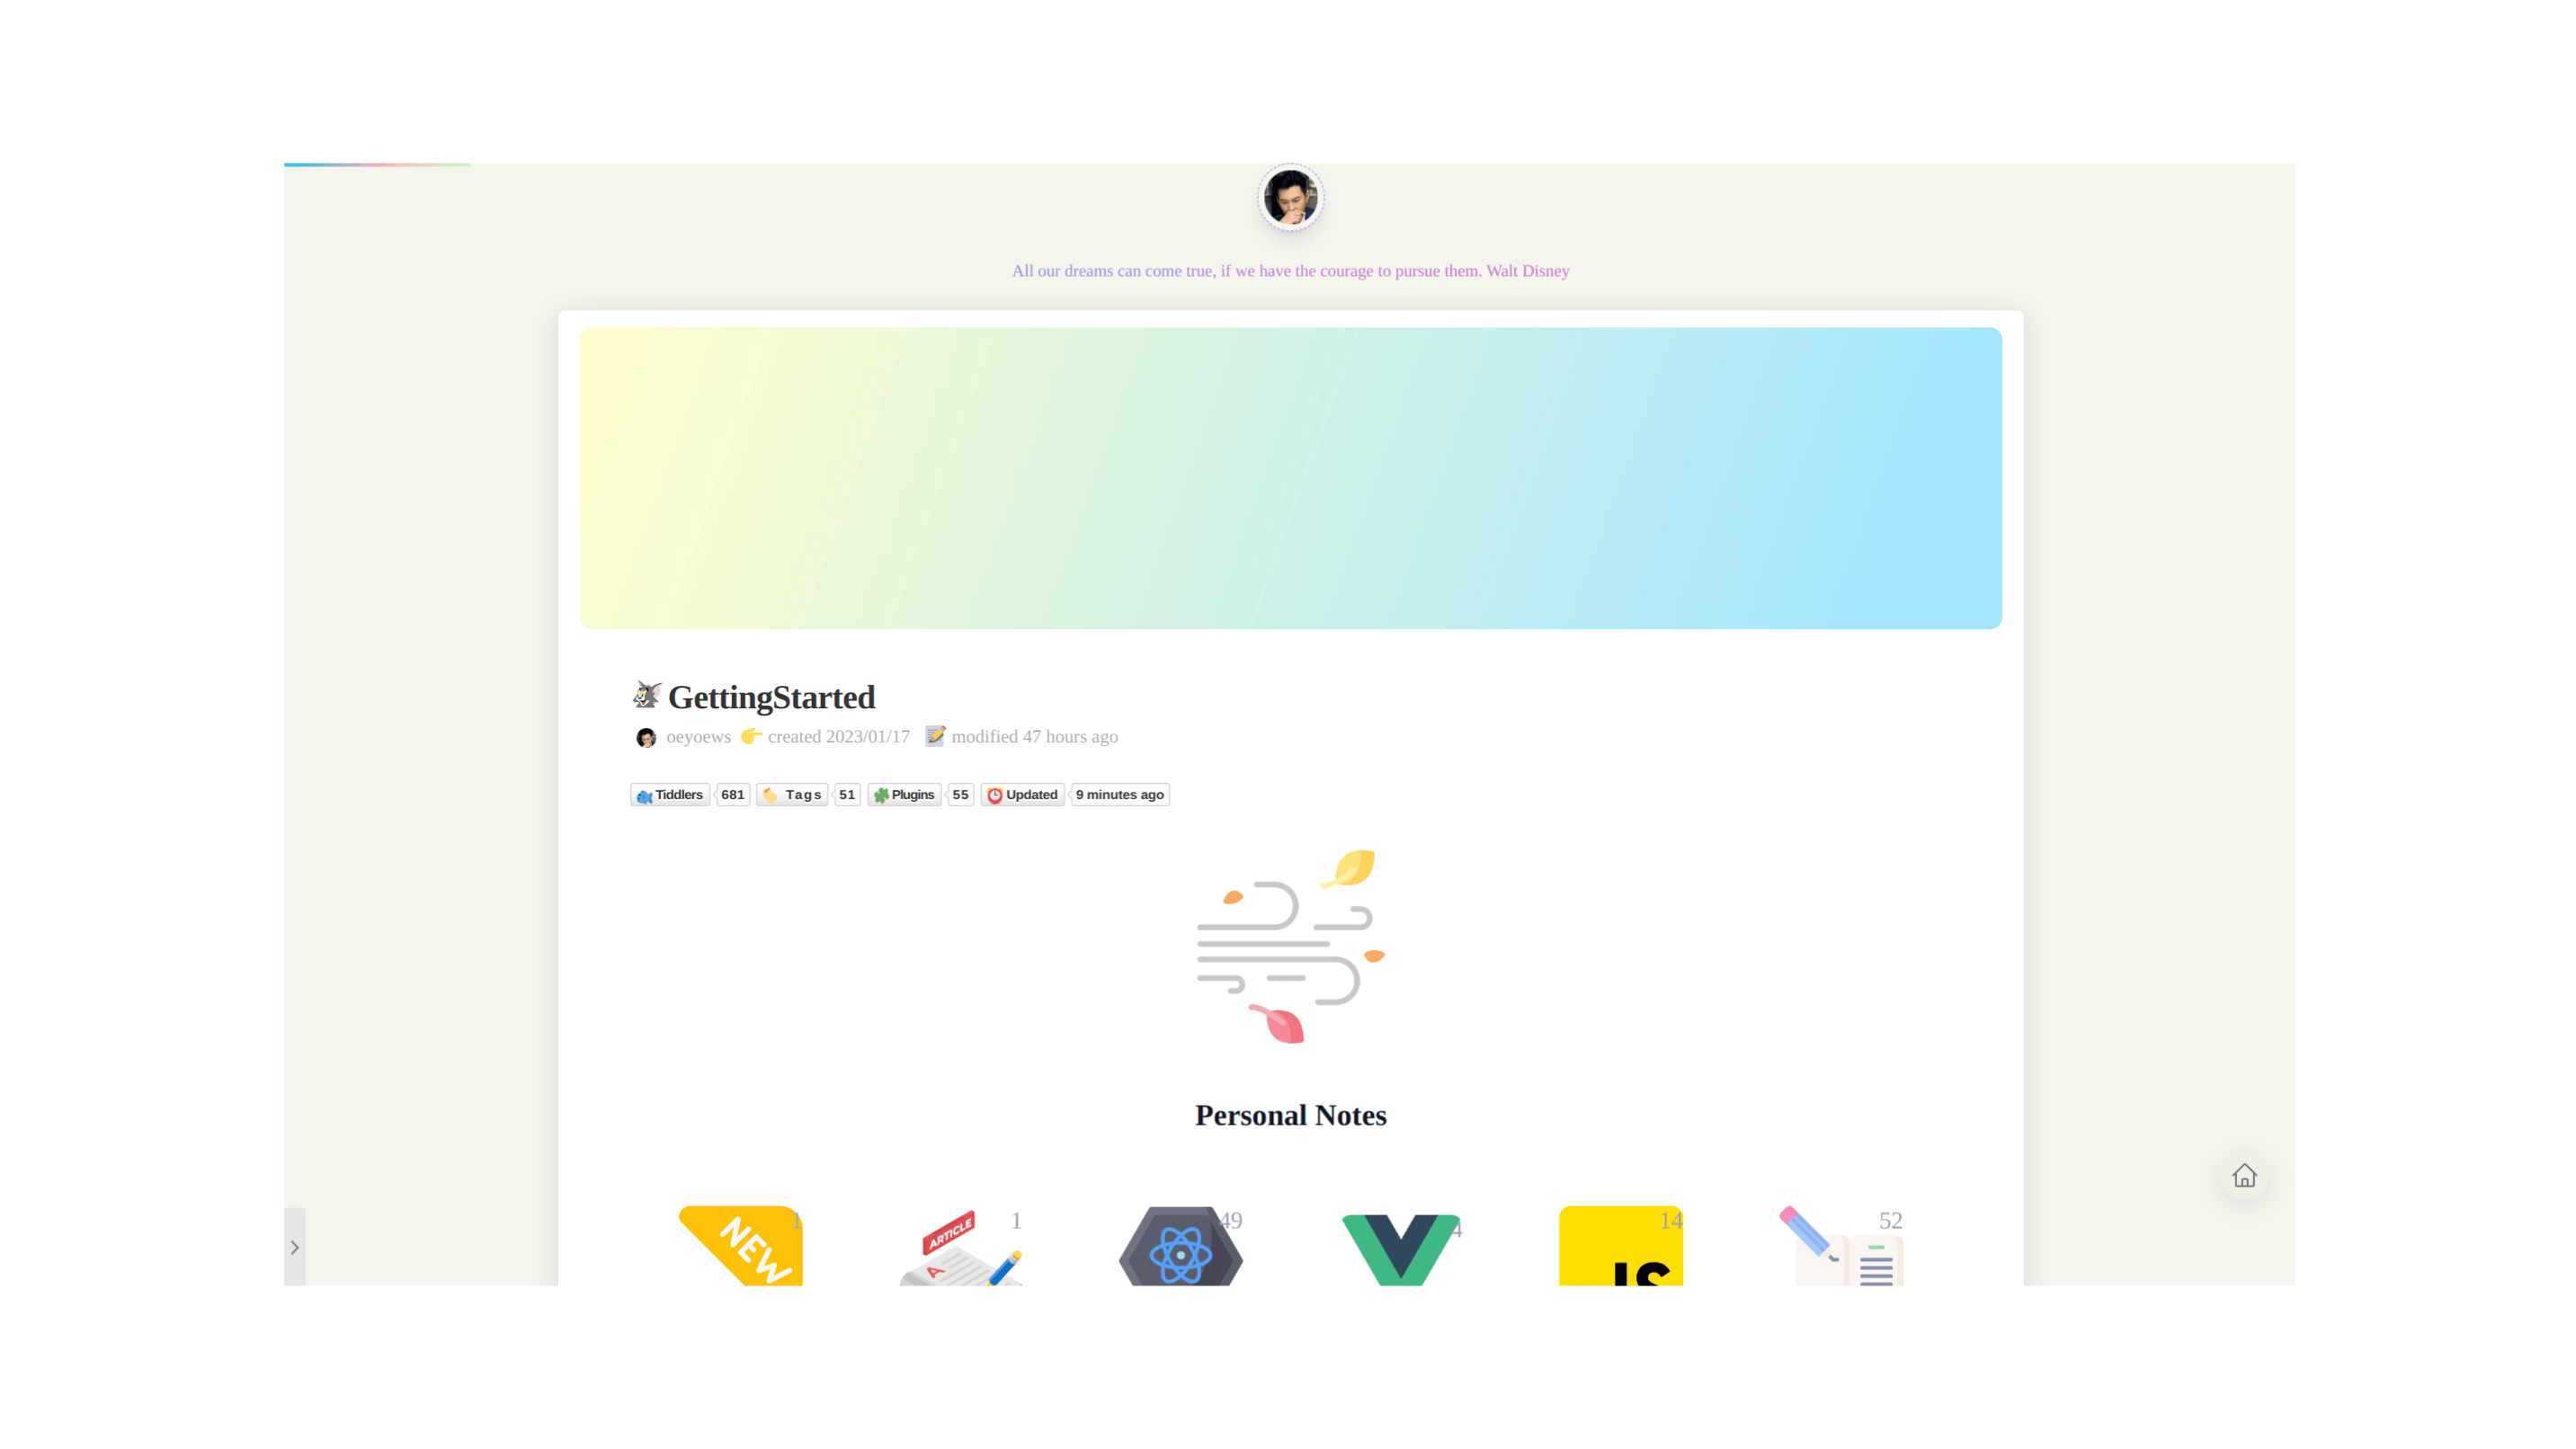 All our dreams can come true, if we have the courage to pursue them. Walt Disney
GettingStarted
oeyoews created 2023/01/17 modified 47 hours ago
Tiddlers 681 Tags 51 Plugins 55 Updated 9 minutes ago
Personal Notes
1 1 49 4 14 52
NEW ARTICLE A JS